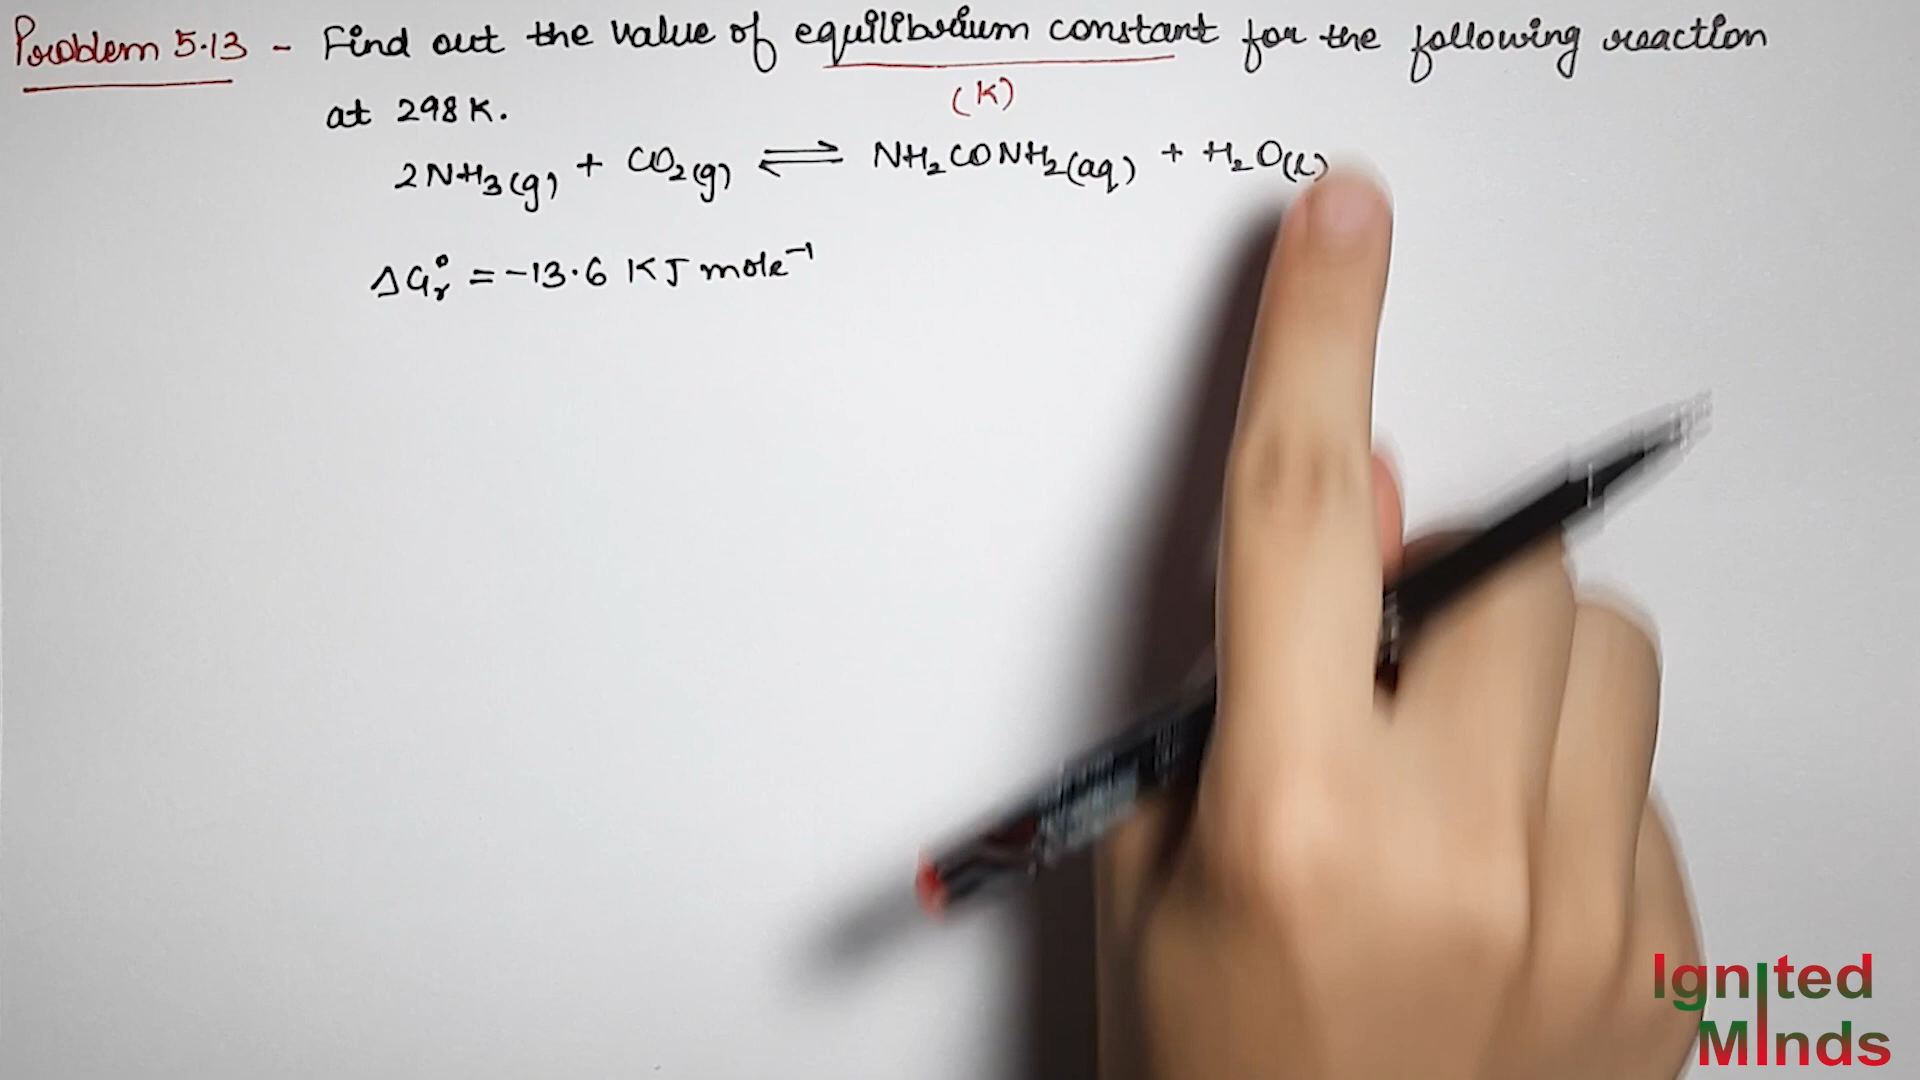 Problem 5.13 - Find out the value of equilibrium constant for the following reaction
(K)
at 298 K.
2NH₃(g) + CO₂(g) ⇌ NH₂CONH₂(aq) + H₂O(l)
ΔG°ᵣ = -13.6 KJ mole⁻¹
Ignited
Minds